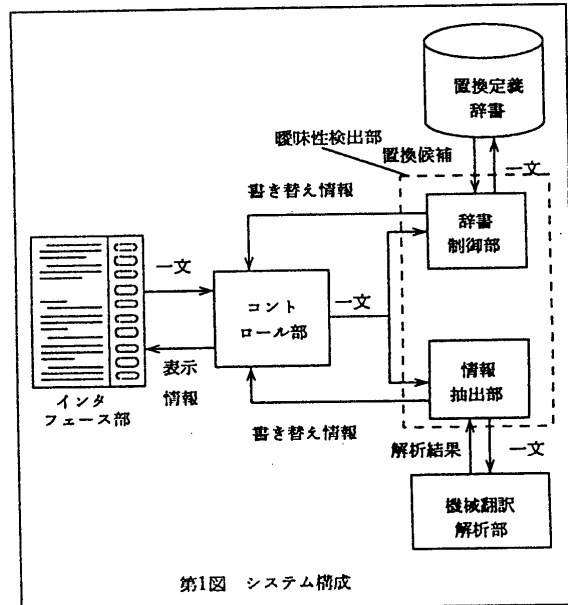 置換定義
辞書
曖昧性検出部
置換候補
一文
書き替え情報
辞書
制御部
一文
コント
ロール部
一文
表示
情報
インタ
フェース部
情報
抽出部
書き替え情報
解析結果
一文
機械翻訳
解析部
第1図 システム構成